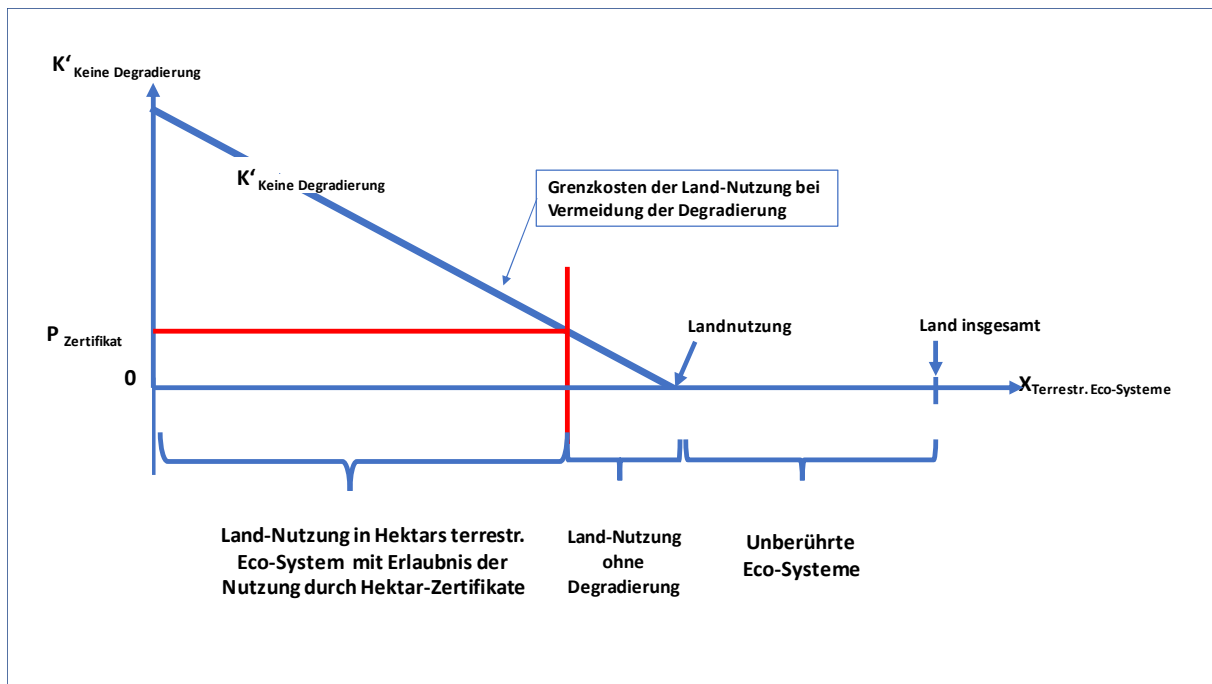 K‘ Keine Degradierung
K‘ Keine Degradierung
Grenzkosten der Land-Nutzung bei
Vermeidung der Degradierung
Landnutzung
Land insgesamt
P Zertifikat
0
X Terrestr. Eco-Systeme
Land-Nutzung in Hektars terrestr.
Eco-System mit Erlaubnis der
Nutzung durch Hektar-Zertifikate
Land-Nutzung
ohne
Degradierung
Unberührte
Eco-Systeme